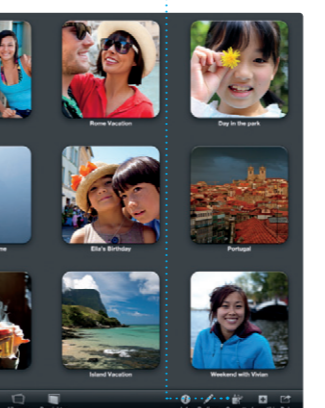 Rome Vacation
Day in the park
Ella's Birthday
Portugal
Island Vacation
Weekend with Vivian